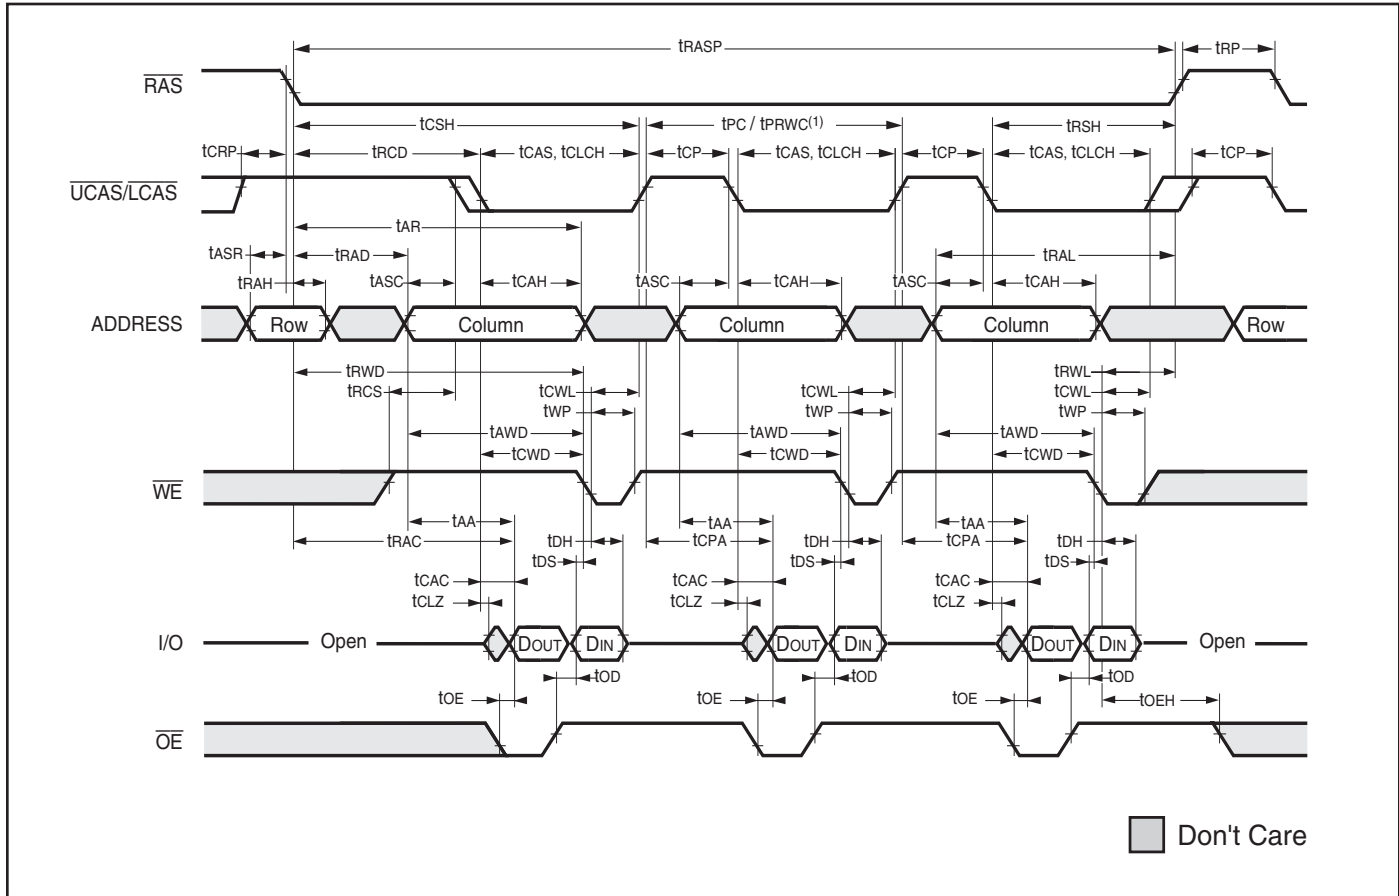 tRASP
tRP
RAS
tCSH
tPC / tPRWC(1)
tRSH
tCRP
tRCD
tCAS, tCLCH
tCP
tCAS, tCLCH
tCP
tCAS, tCLCH
tCP
UCAS/LCAS
tAR
tASR
tRAD
tRAL
tRAH
tASC
tCAH
tASC
tCAH
tASC
tCAH
ADDRESS
Row
Column
Column
Column
Row
tRWD
tRWL
tRCS
tCWL
tCWL
tCWL
tWP
tWP
tWP
tAWD
tAWD
tAWD
tCWD
tCWD
tCWD
WE
tAA
tAA
tAA
tRAC
tDH
tCPA
tDH
tCPA
tDH
tDS
tDS
tDS
tCAC
tCAC
tCAC
tCLZ
tCLZ
tCLZ
I/O
Open
DOUT
DIN
DOUT
DIN
DOUT
DIN
Open
tOD
tOD
tOD
tOE
tOE
tOE
tOEH
OE
Don't Care